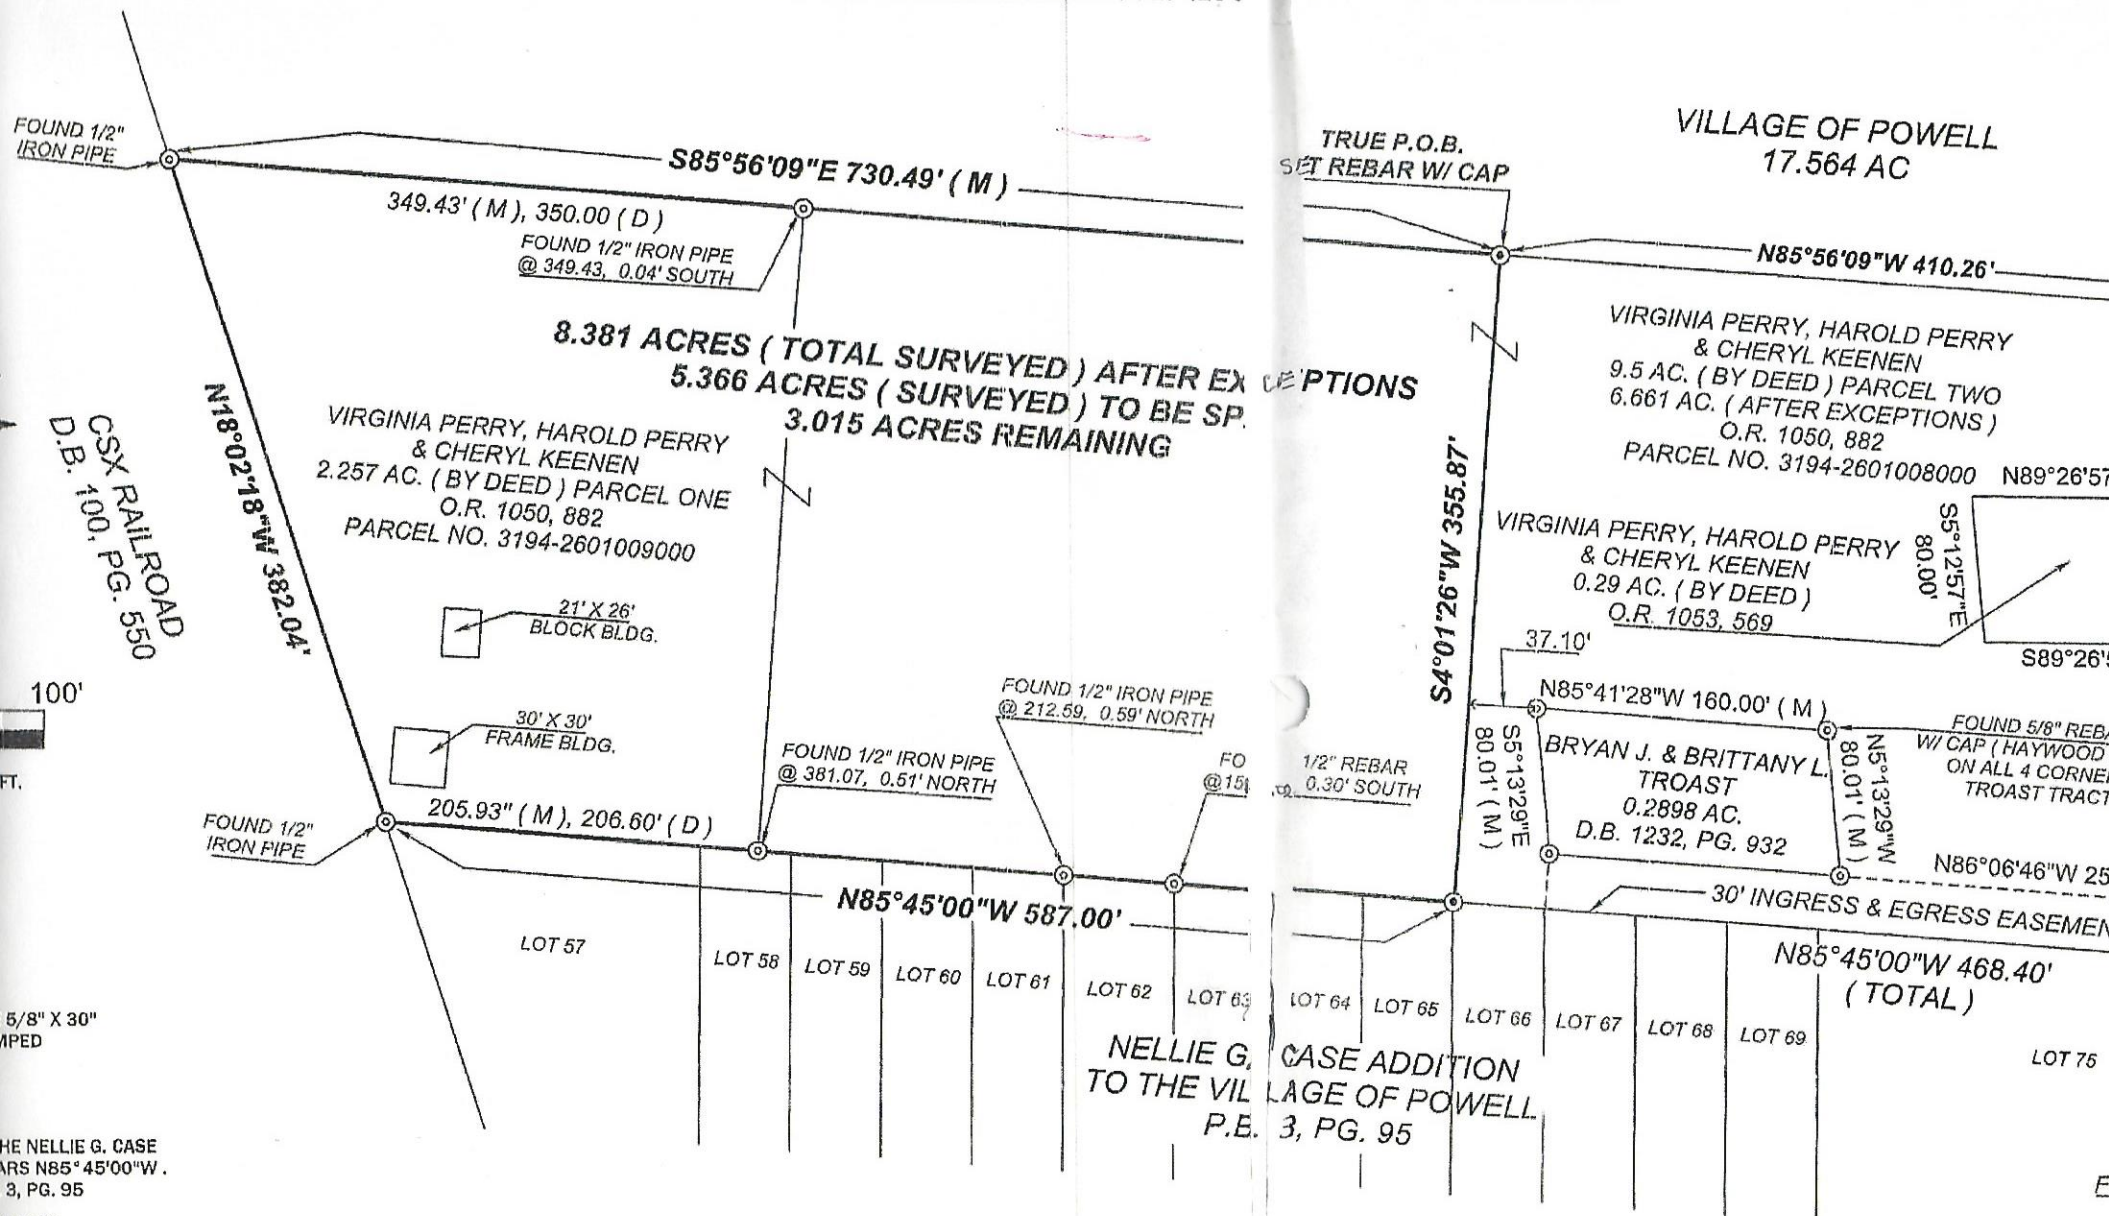 FOUND 1/2"
IRON PIPE
S85°56'09"E 730.49' ( M )
349.43' ( M ), 350.00 ( D )
FOUND 1/2" IRON PIPE
@ 349.43, 0.04' SOUTH
TRUE P.O.B.
SET REBAR W/ CAP
VILLAGE OF POWELL
17.564 AC
N85°56'09"W 410.26'
8.381 ACRES ( TOTAL SURVEYED ) AFTER EXCEPTIONS
5.366 ACRES ( SURVEYED ) TO BE SP
3.015 ACRES REMAINING
VIRGINIA PERRY, HAROLD PERRY
& CHERYL KEENEN
9.5 AC. ( BY DEED ) PARCEL TWO
6.661 AC. ( AFTER EXCEPTIONS )
O.R. 1050, 882
PARCEL NO. 3194-2601008000
N89°26'57
CSX RAILROAD
D.B. 100, PG. 550
N18°02'18"W 382.04'
VIRGINIA PERRY, HAROLD PERRY
& CHERYL KEENEN
2.257 AC. ( BY DEED ) PARCEL ONE
O.R. 1050, 882
PARCEL NO. 3194-2601009000
S4°01'26"W 355.87'
VIRGINIA PERRY, HAROLD PERRY
& CHERYL KEENEN
0.29 AC. ( BY DEED )
O.R. 1053, 569
S5°12'57"E
80.00'
S89°26'5
21' X 26'
BLOCK BLDG.
30' X 30'
FRAME BLDG.
100'
FT.
37.10'
N85°41'28"W 160.00' ( M )
FOUND 1/2" IRON PIPE
@ 212.59, 0.59' NORTH
FOUND 1/2" IRON PIPE
@ 381.07, 0.51' NORTH
FO 1/2" REBAR
@15 0.30' SOUTH
S5°13'29"E
80.01' ( M )
BRYAN J. & BRITTANY L.
TROAST
0.2898 AC.
D.B. 1232, PG. 932
N5°13'29"W
80.01' ( M )
FOUND 5/8" REBA
W/ CAP ( HAYWOOD
ON ALL 4 CORNE
TROAST TRACT
205.93" ( M ), 206.60' ( D )
FOUND 1/2"
IRON PIPE
N86°06'46"W 25
30' INGRESS & EGRESS EASEMEN
N85°45'00"W 587.00'
N85°45'00"W 468.40'
( TOTAL )
LOT 57
LOT 58
LOT 59
LOT 60
LOT 61
LOT 62
LOT 63
LOT 64
LOT 65
LOT 66
LOT 67
LOT 68
LOT 69
LOT 75
NELLIE G. CASE ADDITION
TO THE VILLAGE OF POWELL
P.B. 3, PG. 95
5/8" X 30"
MPED
HE NELLIE G. CASE
ARS N85°45'00"W .
3, PG. 95